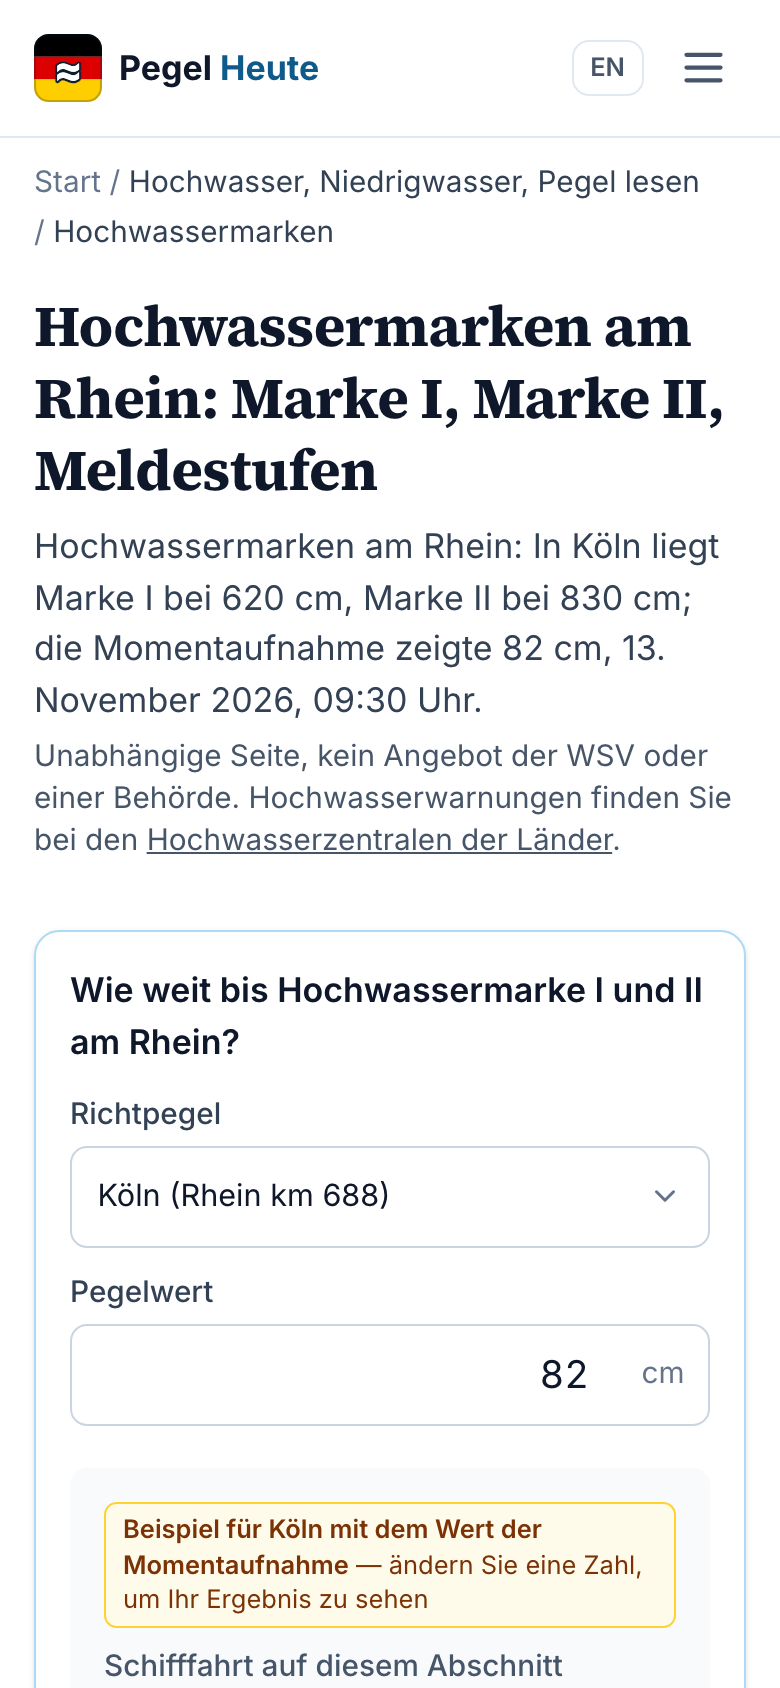 Pegel Heute
EN
Start / Hochwasser, Niedrigwasser, Pegel lesen
/ Hochwassermarken
Hochwassermarken am
Rhein: Marke I, Marke II,
Meldestufen
Hochwassermarken am Rhein: In Köln liegt
Marke I bei 620 cm, Marke II bei 830 cm;
die Momentaufnahme zeigte 82 cm, 13.
November 2026, 09:30 Uhr.
Unabhängige Seite, kein Angebot der WSV oder
einer Behörde. Hochwasserwarnungen finden Sie
bei den Hochwasserzentralen der Länder.
Wie weit bis Hochwassermarke I und II
am Rhein?
Richtpegel
Köln (Rhein km 688)
Pegelwert
82 cm
Beispiel für Köln mit dem Wert der
Momentaufnahme — ändern Sie eine Zahl,
um Ihr Ergebnis zu sehen
Schifffahrt auf diesem Abschnitt